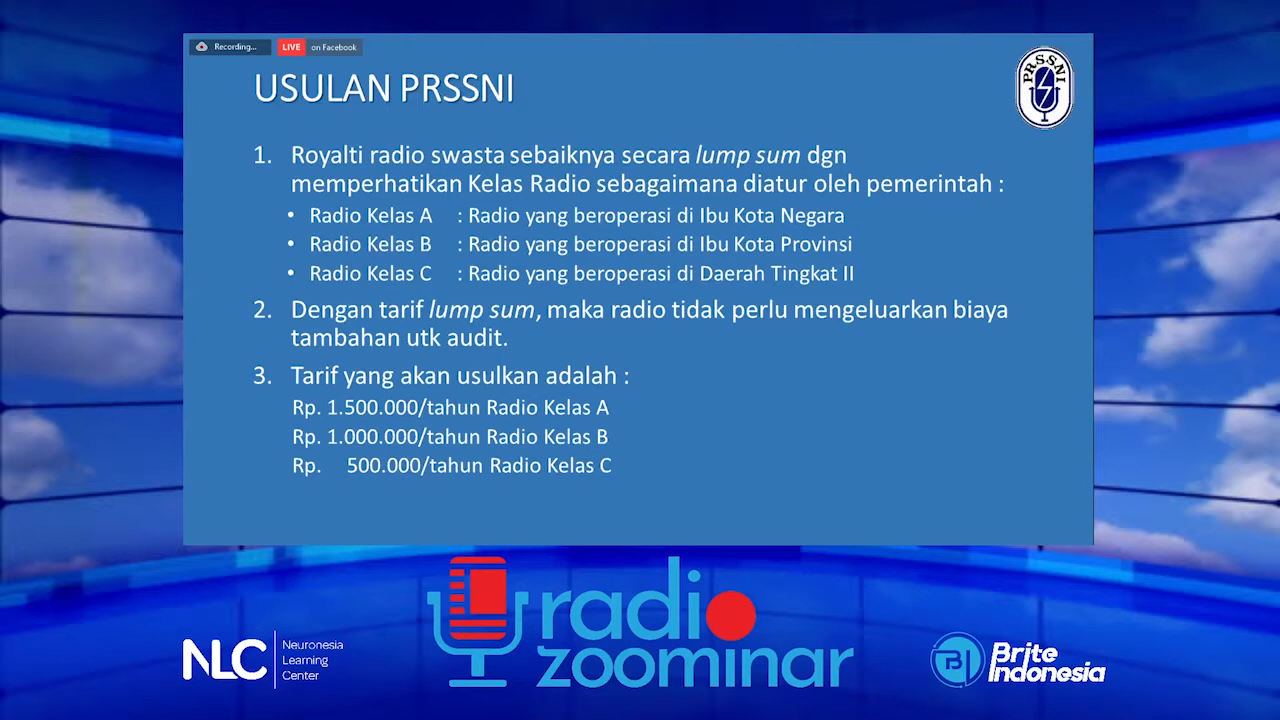 Recording...
LIVE on Facebook
USULAN PRSSNI
PRSSNI
1. Royalti radio swasta sebaiknya secara lump sum dgn
memperhatikan Kelas Radio sebagaimana diatur oleh pemerintah :
• Radio Kelas A : Radio yang beroperasi di Ibu Kota Negara
• Radio Kelas B : Radio yang beroperasi di Ibu Kota Provinsi
• Radio Kelas C : Radio yang beroperasi di Daerah Tingkat II
2. Dengan tarif lump sum, maka radio tidak perlu mengeluarkan biaya
tambahan utk audit.
3. Tarif yang akan usulkan adalah :
Rp. 1.500.000/tahun Radio Kelas A
Rp. 1.000.000/tahun Radio Kelas B
Rp. 500.000/tahun Radio Kelas C
NLC
Neuronesia
Learning
Center
radio
zoominar
BI
Brite
Indonesia